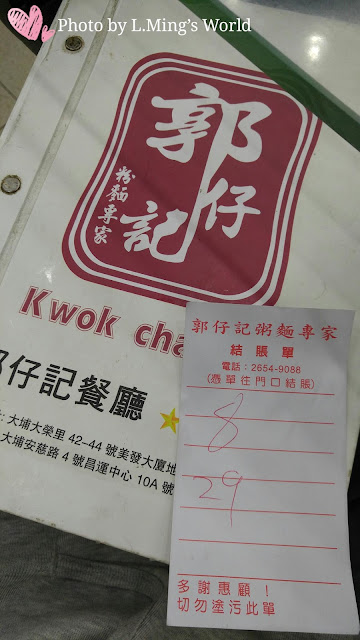 Photo by L.Ming's World
郭仔記
粉麵專家
Kwok cha
郭仔記餐廳
大埔大榮里 42-44 號美發大廈地
大埔安慈路 4 號昌運中心 10A 號
郭仔記粥麵專家
結賬單
電話：2654-9088
(憑單往門口結賬)
8
29
多謝惠顧！
切勿塗污此單